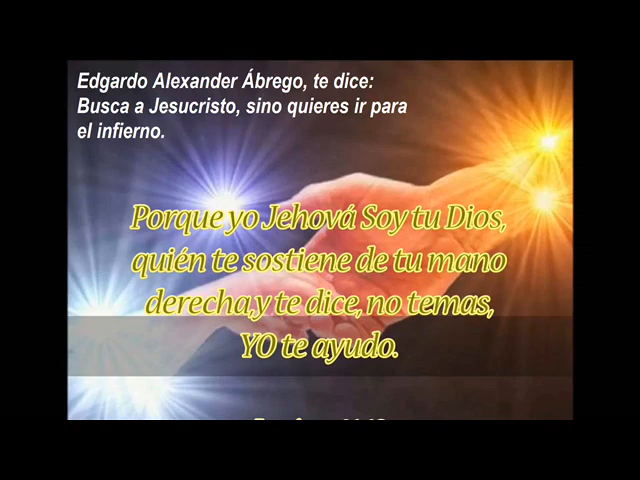 Edgardo Alexander Ábrego, te dice:
Busca a Jesucristo, sino quieres ir para
el infierno.
Porque yo Jehová Soy tu Dios,
quién te sostiene de tu mano
derecha,y te dice, no temas,
YO te ayudo.